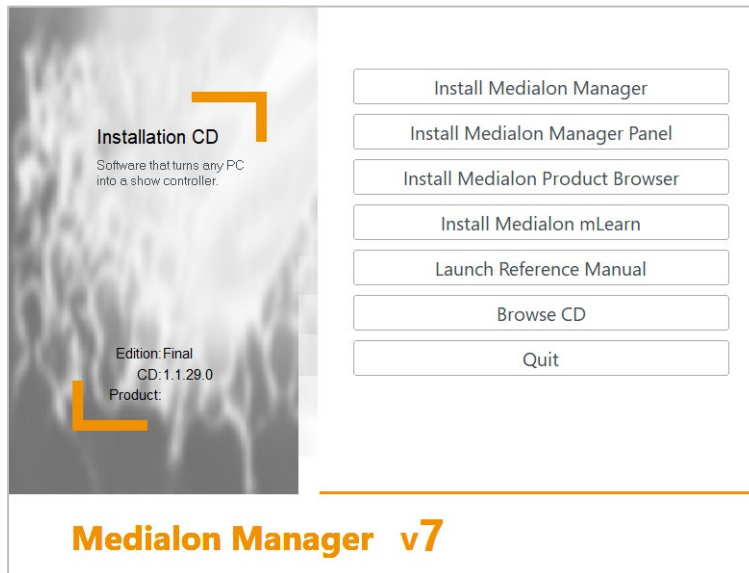 Installation CD
Software that turns any PC
into a show controller.
Edition: Final
CD: 1.1.29.0
Product:
Install Medialon Manager
Install Medialon Manager Panel
Install Medialon Product Browser
Install Medialon mLearn
Launch Reference Manual
Browse CD
Quit
Medialon Manager v7